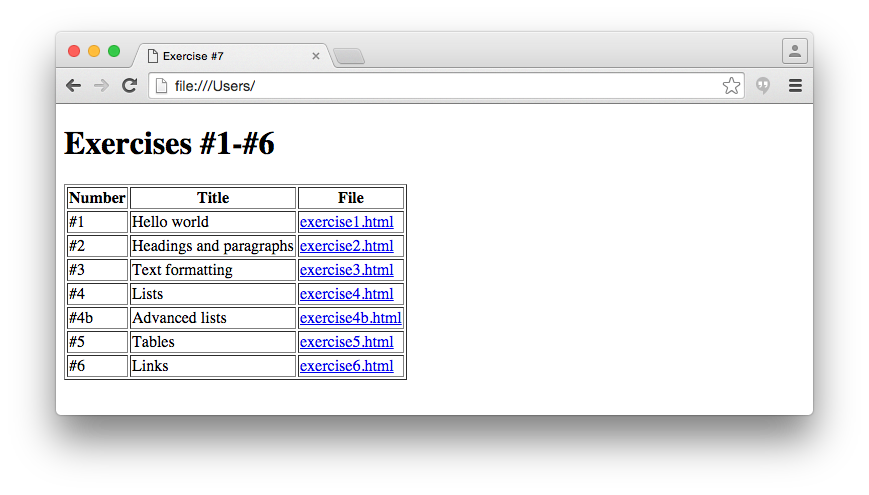 Exercise #7
file:///Users/
Exercises #1-#6
Number Title File
#1 Hello world exercise1.html
#2 Headings and paragraphs exercise2.html
#3 Text formatting exercise3.html
#4 Lists exercise4.html
#4b Advanced lists exercise4b.html
#5 Tables exercise5.html
#6 Links exercise6.html